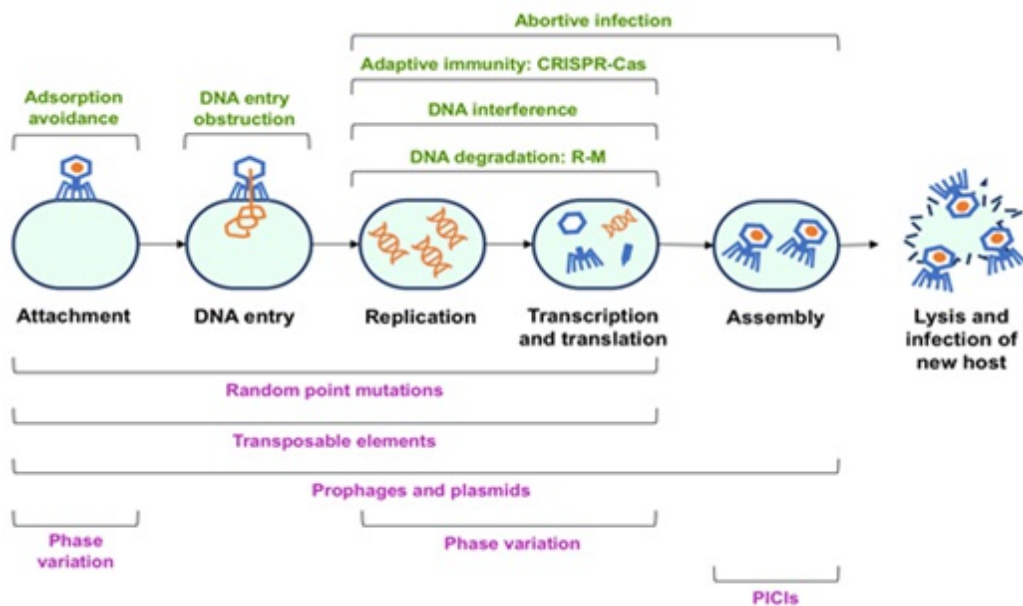 Abortive infection
Adaptive immunity: CRISPR-Cas
Adsorption
avoidance
DNA entry
obstruction
DNA interference
DNA degradation: R-M
Attachment
DNA entry
Replication
Transcription
and translation
Assembly
Lysis and
infection of
new host
Random point mutations
Transposable elements
Prophages and plasmids
Phase
variation
Phase variation
PICIs